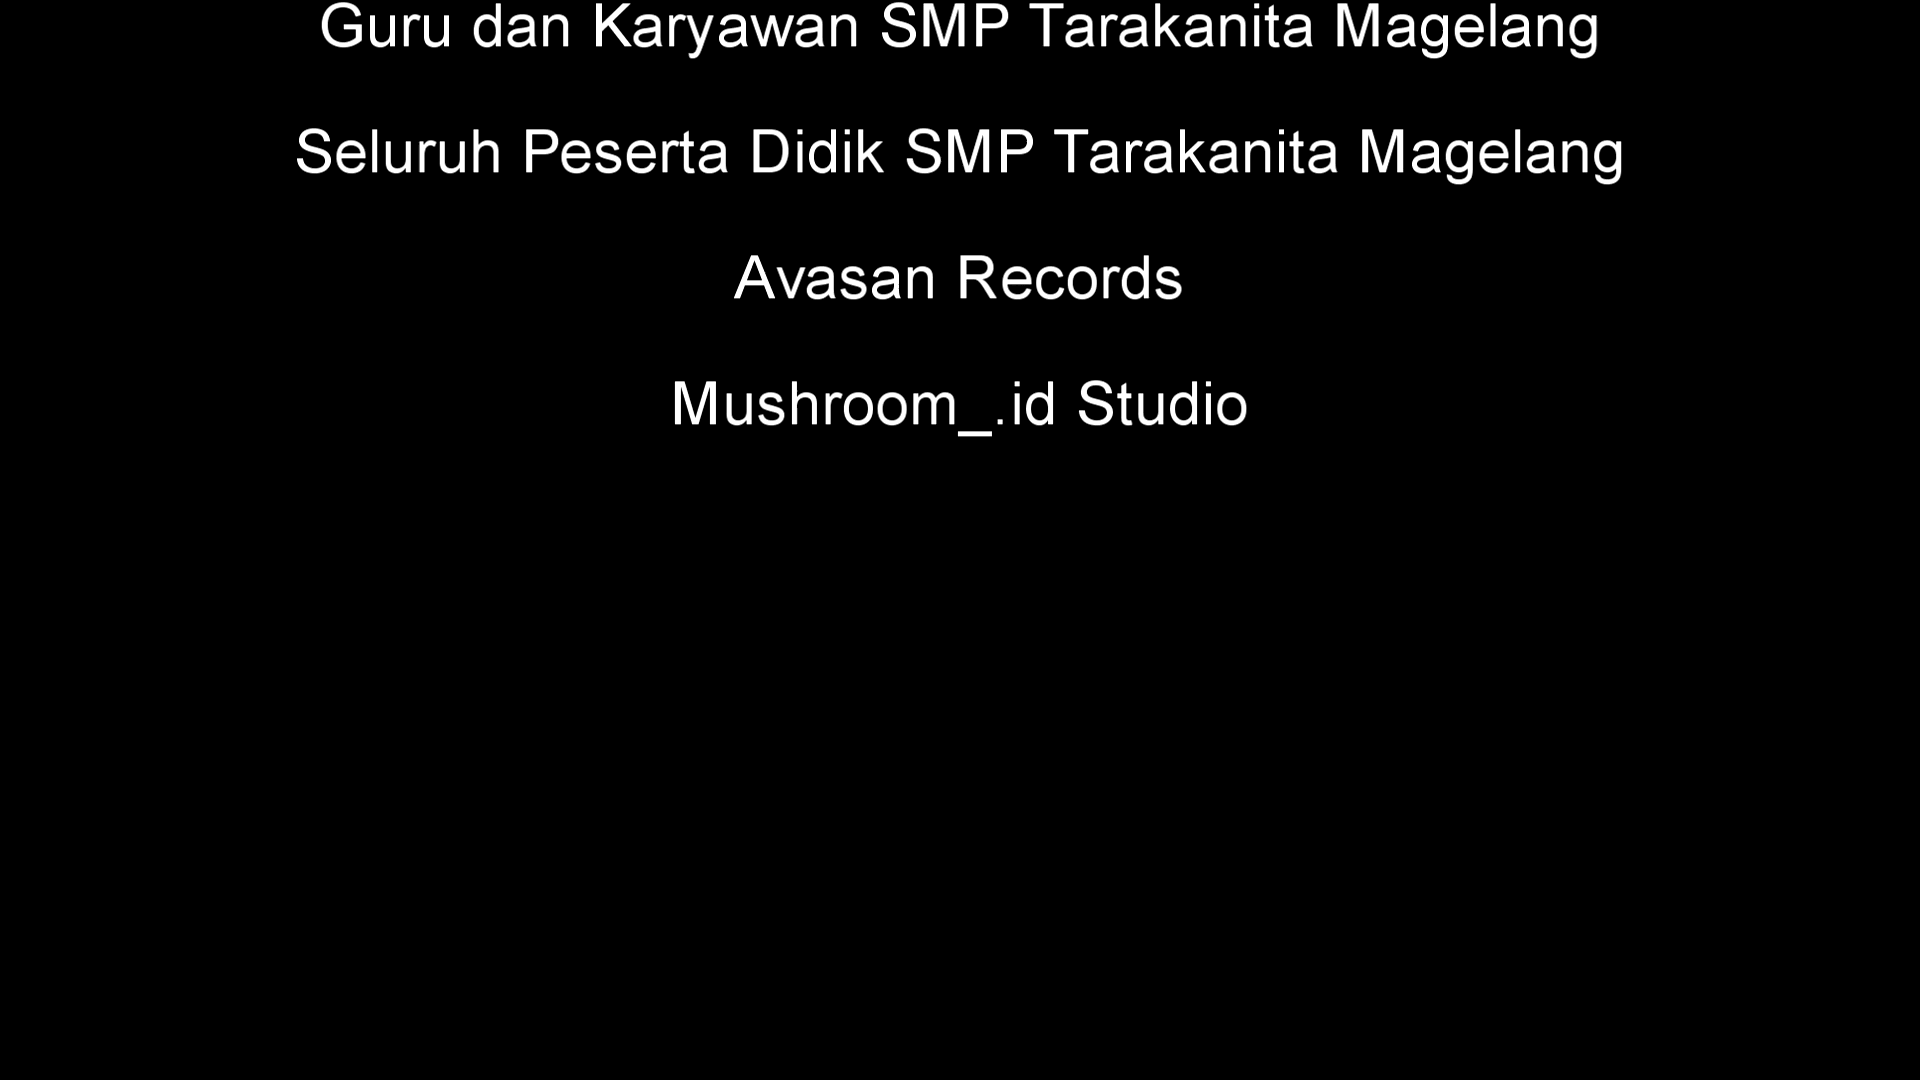 Guru dan Karyawan SMP Tarakanita Magelang
Seluruh Peserta Didik SMP Tarakanita Magelang
Avasan Records
Mushroom_.id Studio